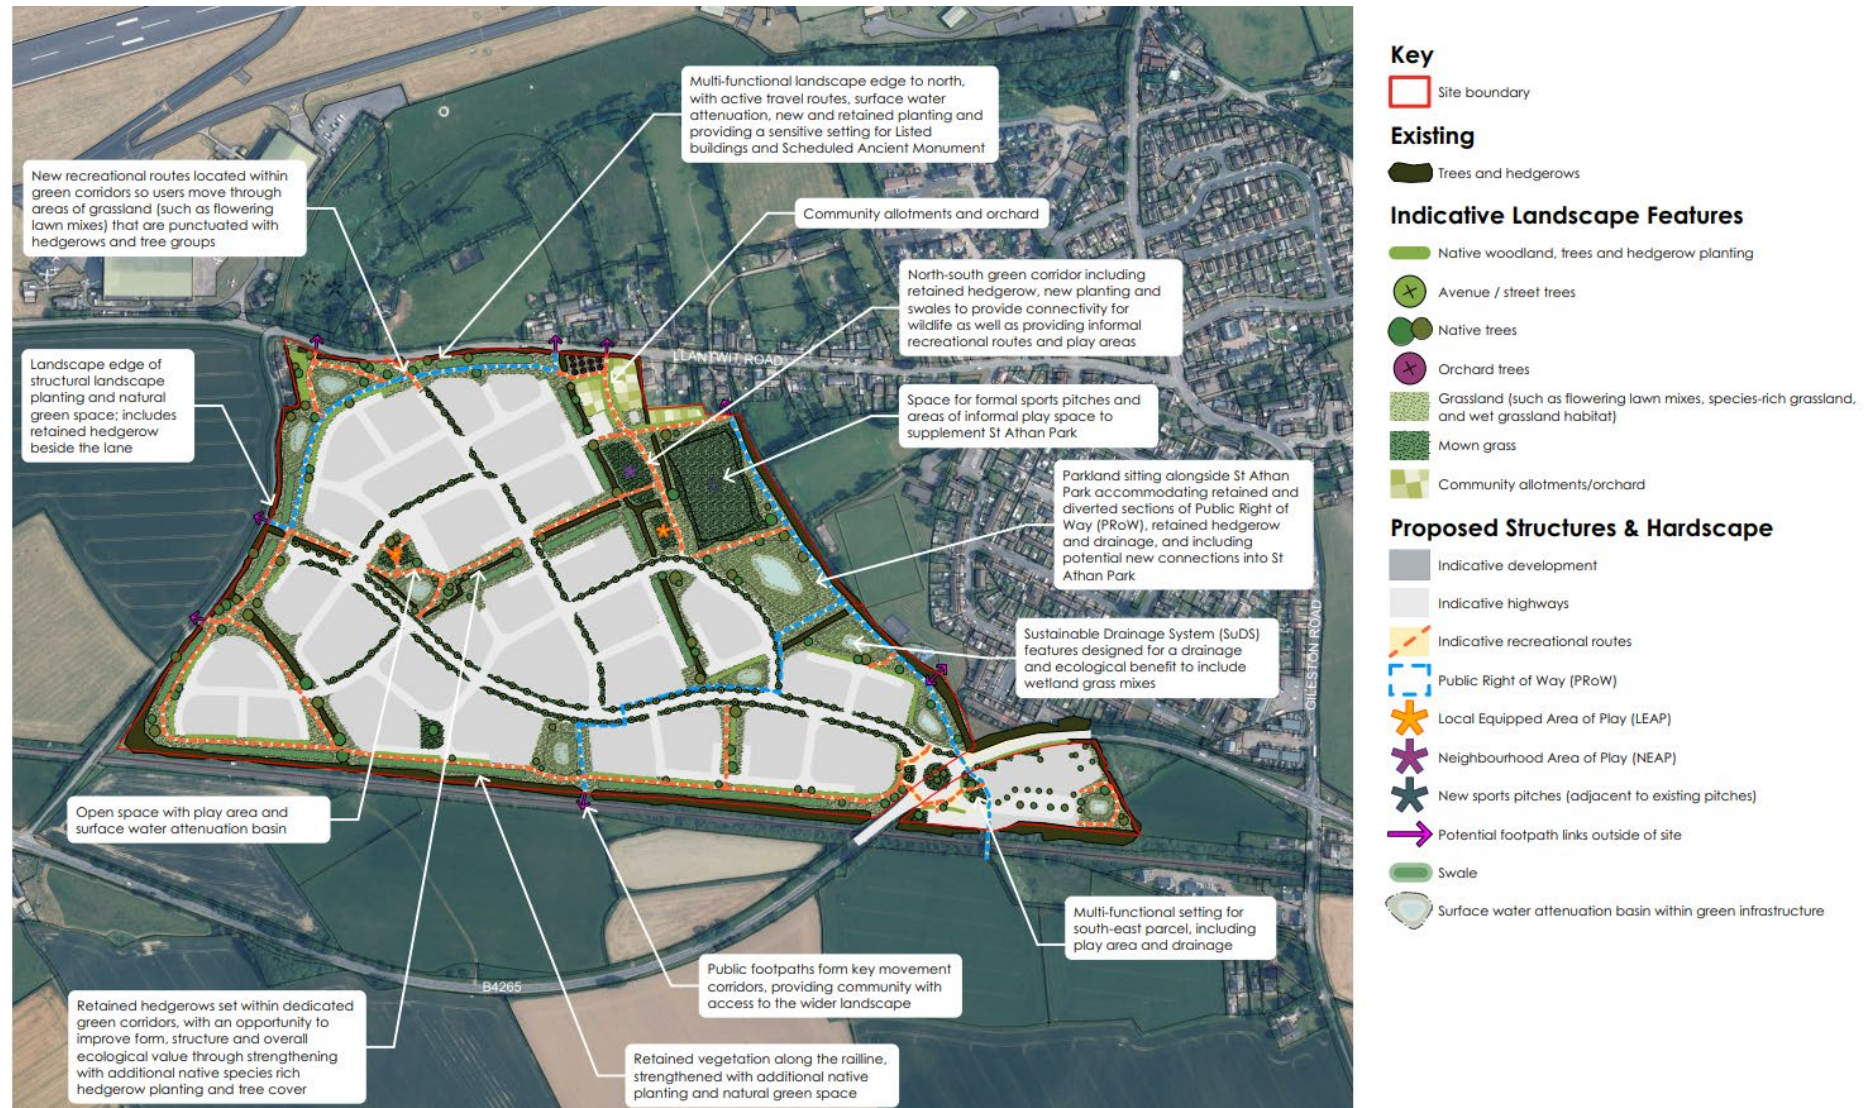 Multi-functional landscape edge to north,
with active travel routes, surface water
attenuation, new and retained planting and
providing a sensitive setting for Listed
buildings and Scheduled Ancient Monument
New recreational routes located within
green corridors so users move through
areas of grassland (such as flowering
lawn mixes) that are punctuated with
hedgerows and tree groups
Community allotments and orchard
North-south green corridor including
retained hedgerow, new planting and
swales to provide connectivity for
wildlife as well as providing informal
recreational routes and play areas
Landscape edge of
structural landscape
planting and natural
green space; includes
retained hedgerow
beside the lane
LLANTWIT ROAD
Space for formal sports pitches and
areas of informal play space to
supplement St Athan Park
Parkland sitting alongside St Athan
Park accommodating retained and
diverted sections of Public Right of
Way (PRoW), retained hedgerow
and drainage, and including
potential new connections into St
Athan Park
Sustainable Drainage System (SuDS)
features designed for a drainage
and ecological benefit to include
wetland grass mixes
GILESTON ROAD
Open space with play area and
surface water attenuation basin
Multi-functional setting for
south-east parcel, including
play area and drainage
Public footpaths form key movement
corridors, providing community with
access to the wider landscape
B4265
Retained hedgerows set within dedicated
green corridors, with an opportunity to
improve form, structure and overall
ecological value through strengthening
with additional native species rich
hedgerow planting and tree cover
Retained vegetation along the railline,
strengthened with additional native
planting and natural green space
Key
Site boundary
Existing
Trees and hedgerows
Indicative Landscape Features
Native woodland, trees and hedgerow planting
Avenue / street trees
Native trees
Orchard trees
Grassland (such as flowering lawn mixes, species-rich grassland,
and wet grassland habitat)
Mown grass
Community allotments/orchard
Proposed Structures & Hardscape
Indicative development
Indicative highways
Indicative recreational routes
Public Right of Way (PRoW)
Local Equipped Area of Play (LEAP)
Neighbourhood Area of Play (NEAP)
New sports pitches (adjacent to existing pitches)
Potential footpath links outside of site
Swale
Surface water attenuation basin within green infrastructure